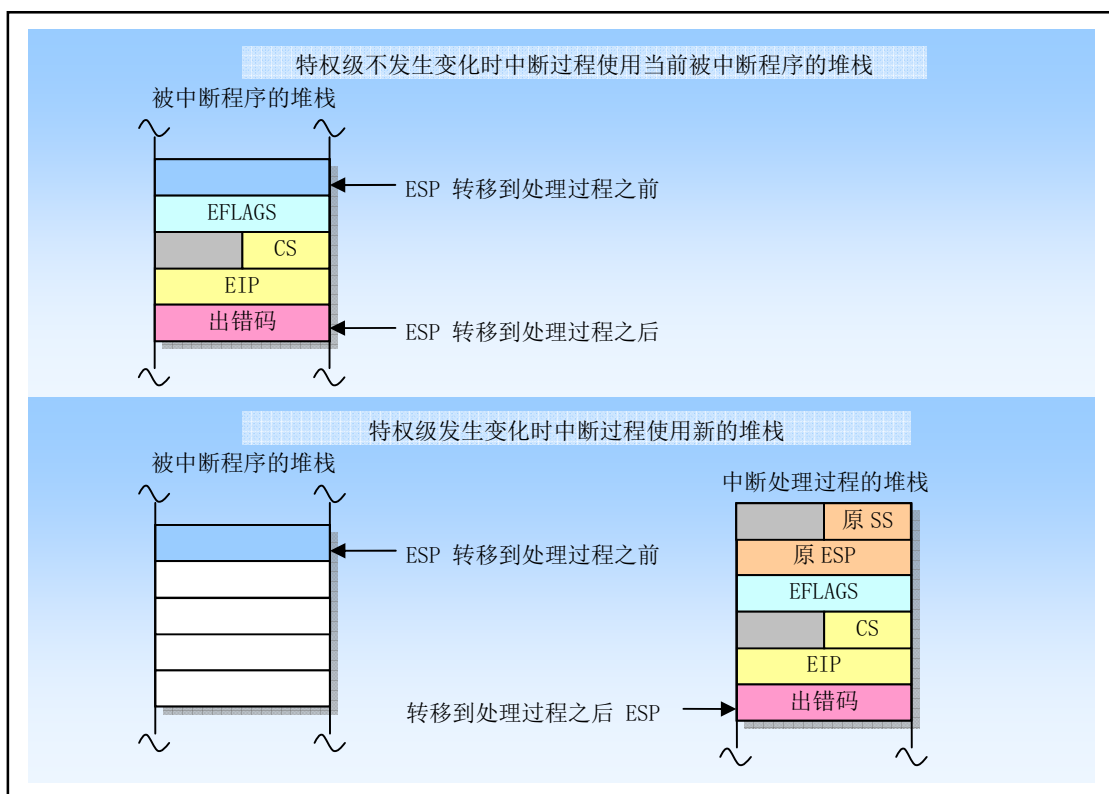 特权级不发生变化时中断过程使用当前被中断程序的堆栈
被中断程序的堆栈
ESP 转移到处理过程之前
EFLAGS
CS
EIP
出错码
ESP 转移到处理过程之后
特权级发生变化时中断过程使用新的堆栈
被中断程序的堆栈
中断处理过程的堆栈
原 SS
ESP 转移到处理过程之前
原 ESP
EFLAGS
CS
EIP
出错码
转移到处理过程之后 ESP